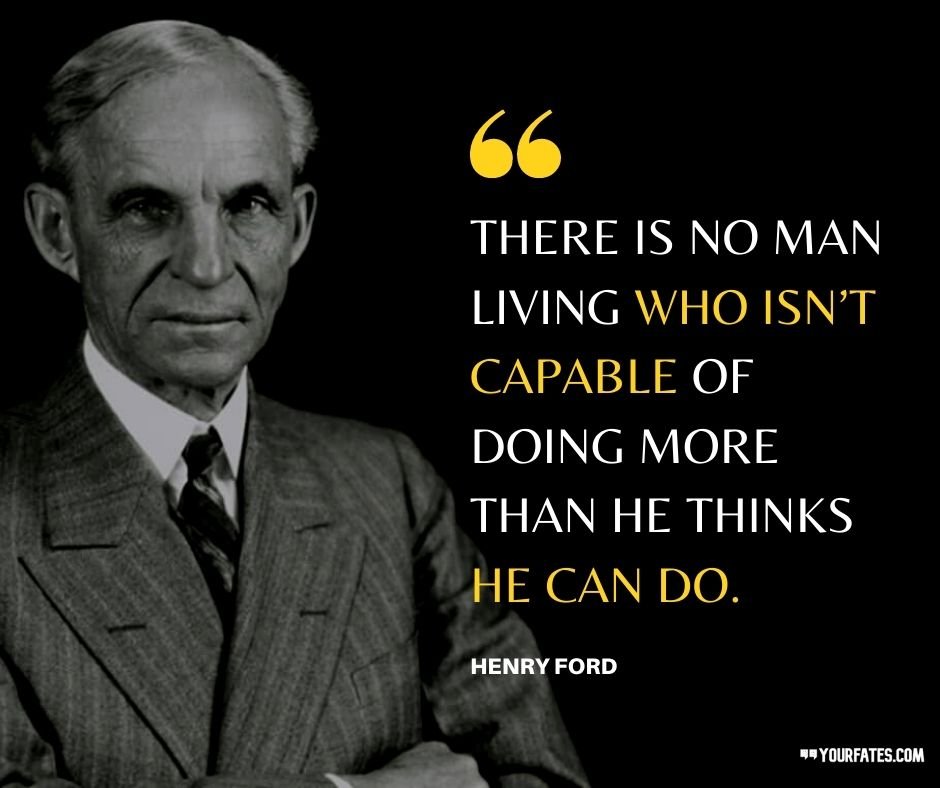 THERE IS NO MAN
LIVING WHO ISN’T
CAPABLE OF
DOING MORE
THAN HE THINKS
HE CAN DO.
HENRY FORD
YOURFATES.COM